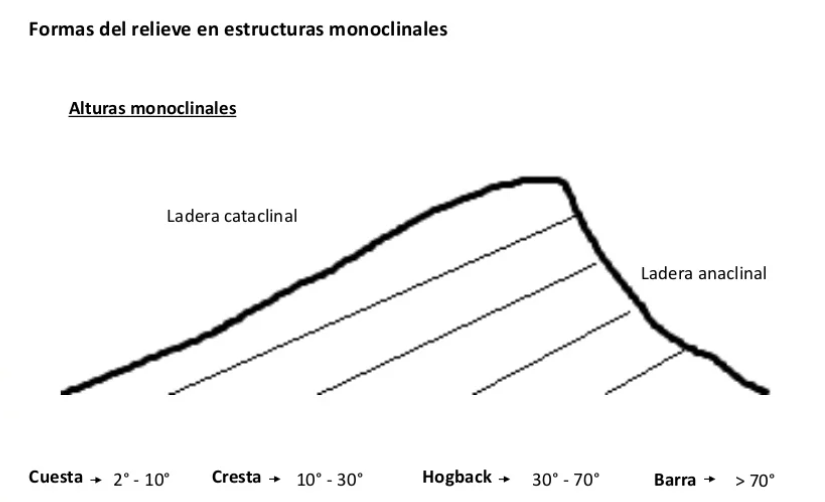 Formas del relieve en estructuras monoclinales
Alturas monoclinales
Ladera cataclinal
Ladera anaclinal
Cuesta → 2° - 10° Cresta → 10° - 30° Hogback → 30° - 70° Barra → > 70°